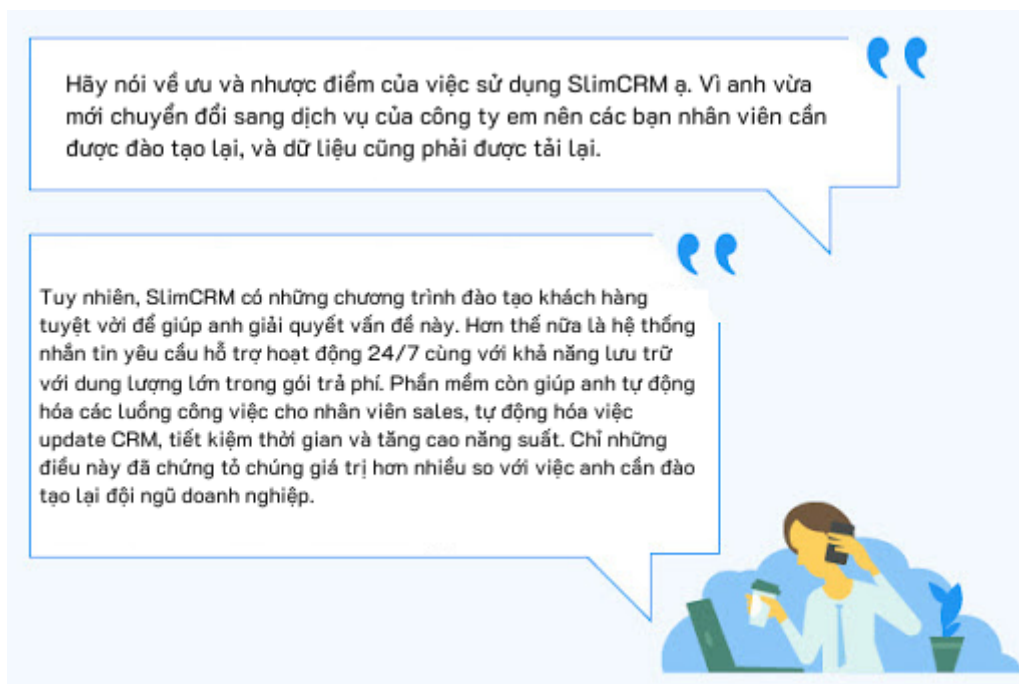 Hãy nói về ưu và nhược điểm của việc sử dụng SlimCRM ạ. Vì anh vừa
mới chuyển đổi sang dịch vụ của công ty em nên các bạn nhân viên cần
được đào tạo lại, và dữ liệu cũng phải được tải lại.
Tuy nhiên, SlimCRM có những chương trình đào tạo khách hàng
tuyệt vời để giúp anh giải quyết vấn đề này. Hơn thế nữa là hệ thống
nhắn tin yêu cầu hỗ trợ hoạt động 24/7 cùng với khả năng lưu trữ
với dung lượng lớn trong gói trả phí. Phần mềm còn giúp anh tự động
hóa các luồng công việc cho nhân viên sales, tự động hóa việc
update CRM, tiết kiệm thời gian và tăng cao năng suất. Chỉ những
điều này đã chứng tỏ chúng giá trị hơn nhiều so với việc anh cần đào
tạo lại đội ngũ doanh nghiệp.